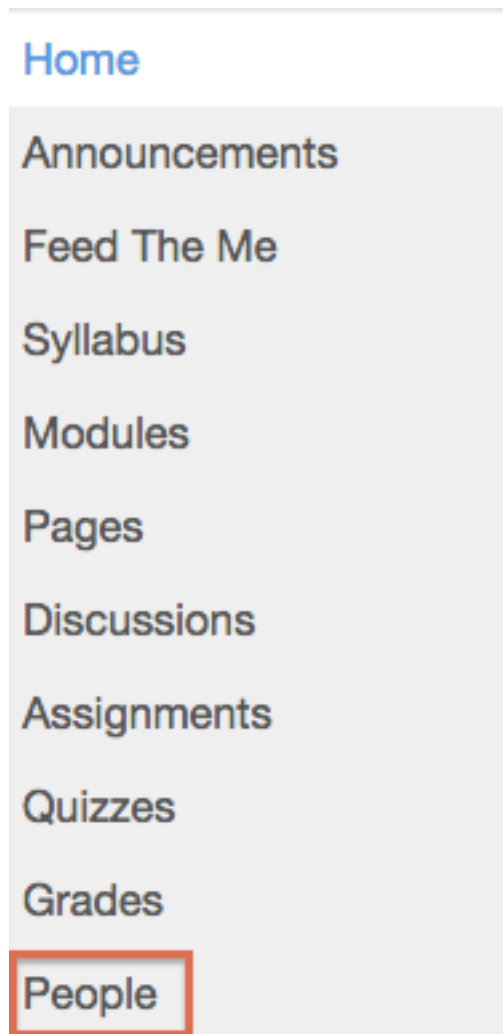 Home
Announcements
Feed The Me
Syllabus
Modules
Pages
Discussions
Assignments
Quizzes
Grades
People